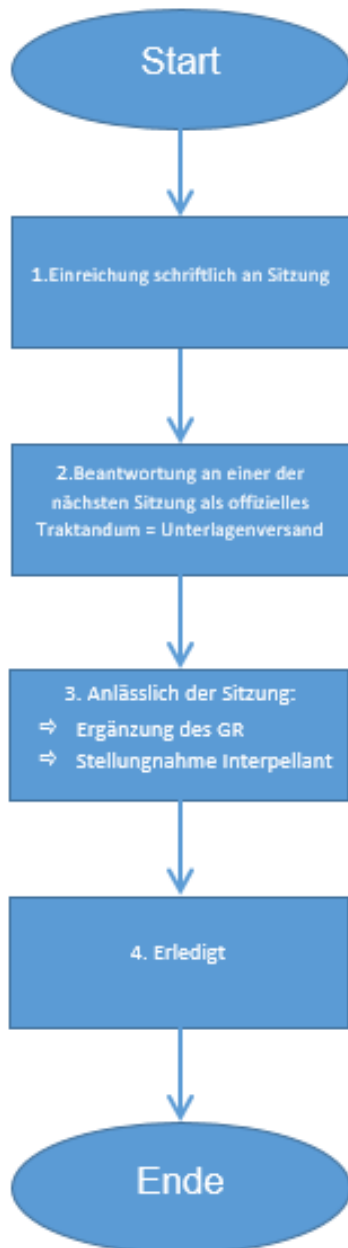 Start
1.Einreichung schriftlich an Sitzung
2.Beantwortung an einer der
nächsten Sitzung als offizielles
Traktandum = Unterlagenversand
3. Anlässlich der Sitzung:
⇨ Ergänzung des GR
⇨ Stellungnahme Interpellant
4. Erledigt
Ende